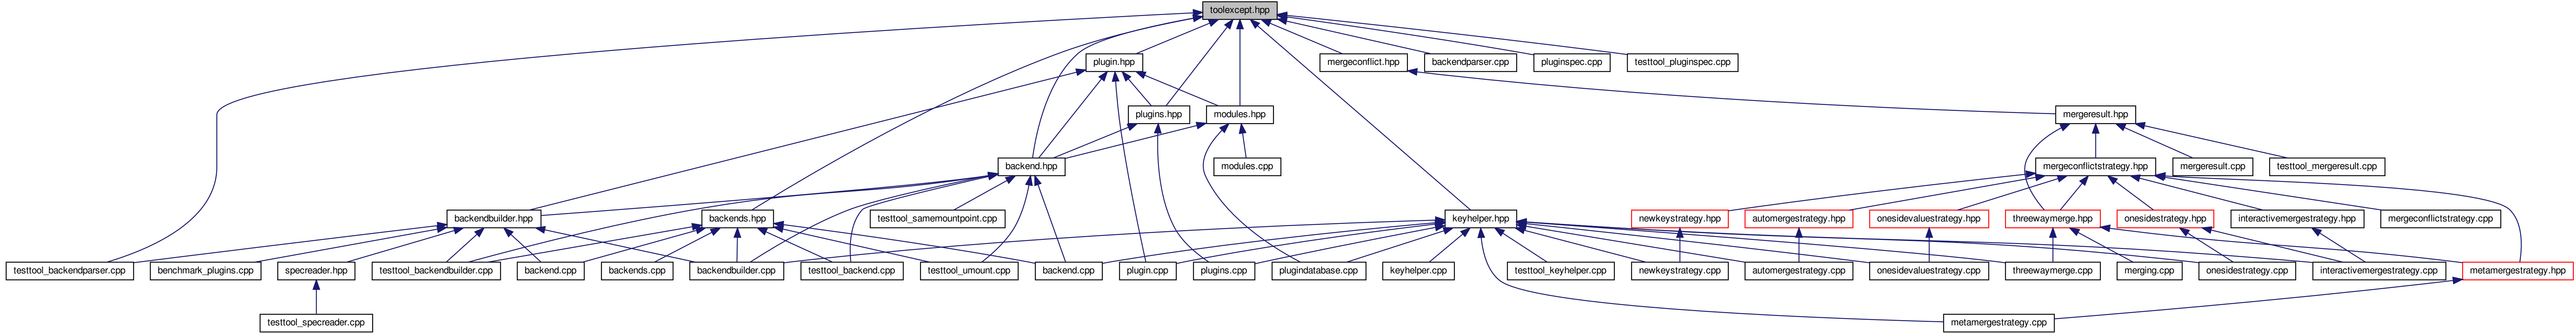 toolexcept.hpp
plugin.hpp
mergeconflict.hpp
backendparser.cpp
pluginspec.cpp
testtool_pluginspec.cpp
plugins.hpp
modules.hpp
mergeresult.hpp
backend.hpp
modules.cpp
mergeconflictstrategy.hpp
mergeresult.cpp
testtool_mergeresult.cpp
backendbuilder.hpp
backends.hpp
testtool_samemountpoint.cpp
keyhelper.hpp
newkeystrategy.hpp
automergestrategy.hpp
onesidevaluestrategy.hpp
threewaymerge.hpp
onesidestrategy.hpp
interactivemergestrategy.hpp
mergeconflictstrategy.cpp
testtool_backendparser.cpp
benchmark_plugins.cpp
specreader.hpp
testtool_backendbuilder.cpp
backend.cpp
backends.cpp
backendbuilder.cpp
testtool_backend.cpp
testtool_umount.cpp
backend.cpp
plugin.cpp
plugins.cpp
plugindatabase.cpp
keyhelper.cpp
testtool_keyhelper.cpp
newkeystrategy.cpp
automergestrategy.cpp
onesidevaluestrategy.cpp
threewaymerge.cpp
merging.cpp
onesidestrategy.cpp
interactivemergestrategy.cpp
metamergestrategy.hpp
testtool_specreader.cpp
metamergestrategy.cpp